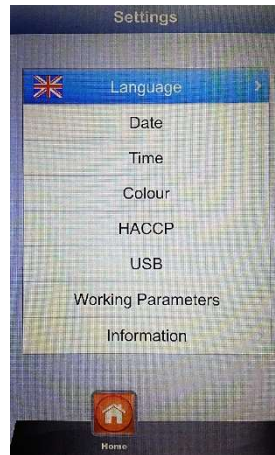 Settings
Language
Date
Time
Colour
HACCP
USB
Working Parameters
Information
Home